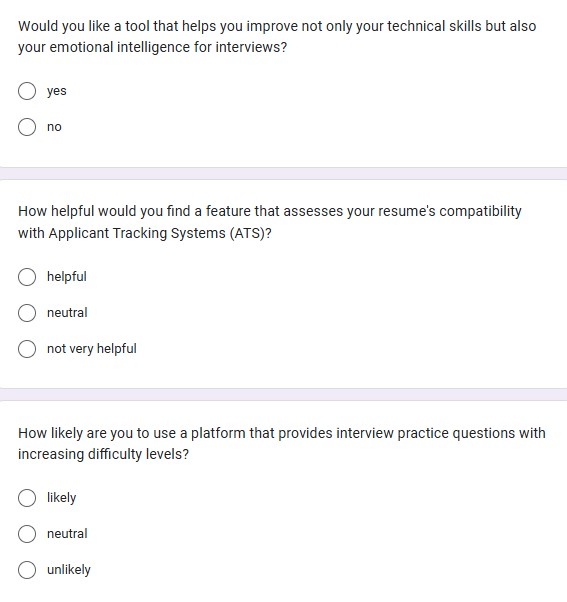 Would you like a tool that helps you improve not only your technical skills but also
your emotional intelligence for interviews?
yes
no
How helpful would you find a feature that assesses your resume's compatibility
with Applicant Tracking Systems (ATS)?
helpful
neutral
not very helpful
How likely are you to use a platform that provides interview practice questions with
increasing difficulty levels?
likely
neutral
unlikely